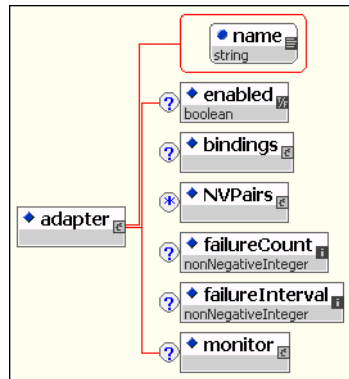 name
string
? enabled
boolean
? bindings
* NVPairs
adapter
? failureCount
nonNegativeInteger
? failureInterval
nonNegativeInteger
? monitor